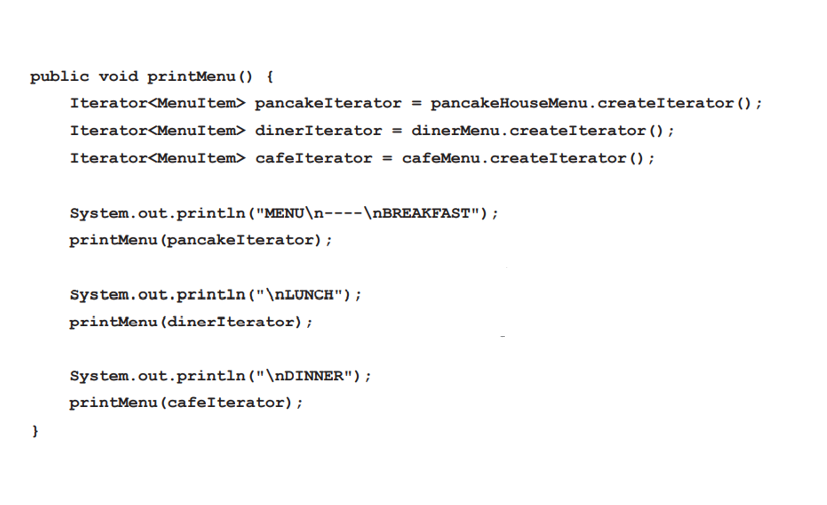 public void printMenu() {
Iterator<MenuItem> pancakeIterator = pancakeHouseMenu.createIterator();
Iterator<MenuItem> dinerIterator = dinerMenu.createIterator();
Iterator<MenuItem> cafeIterator = cafeMenu.createIterator();
System.out.println("MENU\n----\nBREAKFAST");
printMenu(pancakeIterator);
System.out.println("\nLUNCH");
printMenu(dinerIterator);
System.out.println("\nDINNER");
printMenu(cafeIterator);
}